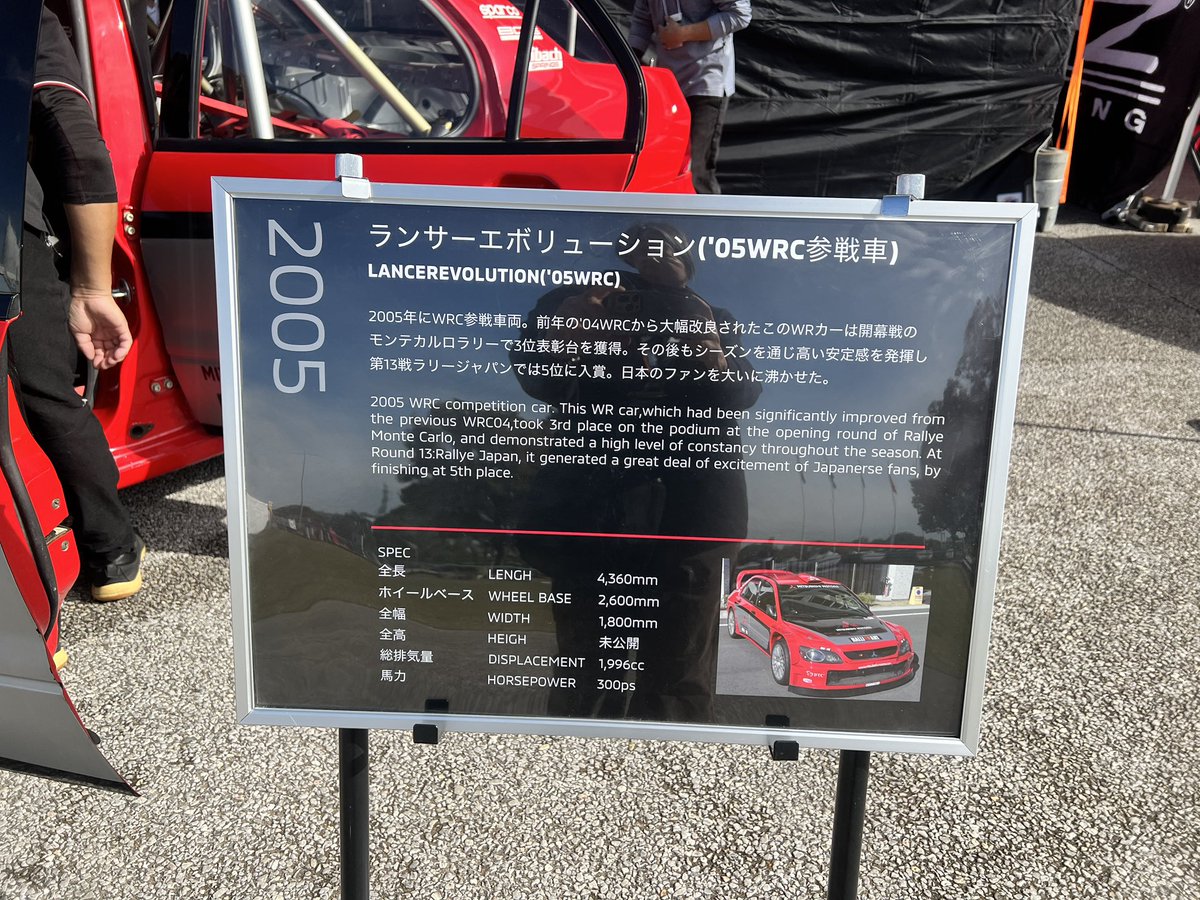 sparco
Eibach
SPRINGS
Z
NG
2005
ランサーエボリューション('05WRC参戦車)
LANCEREVOLUTION('05WRC)
2005年にWRC参戦車両。前年の'04WRCから大幅改良されたこのWRカーは開幕戦の
モンテカルロラリーで3位表彰台を獲得。その後もシーズンを通じ高い安定感を発揮し
第13戦ラリージャパンでは5位に入賞。日本のファンを大いに沸かせた。
2005 WRC competition car. This WR car,which had been significantly improved from
the previous WRC04,took 3rd place on the podium at the opening round of Rallye
Monte Carlo, and demonstrated a high level of constancy throughout the season. At
Round 13:Rallye Japan, it generated a great deal of excitement of Japanerse fans, by
finishing at 5th place.
SPEC
全長 LENGH 4,360mm
ホイールベース WHEEL BASE 2,600mm
全幅 WIDTH 1,800mm
全高 HEIGH 未公開
総排気量 DISPLACEMENT 1,996cc
馬力 HORSEPOWER 300ps